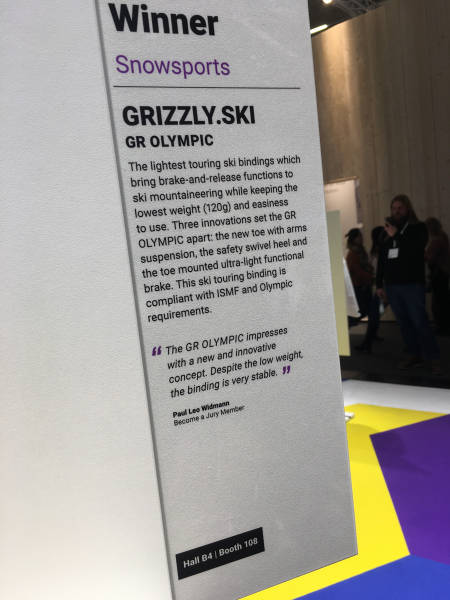 Winner
Snowsports
GRIZZLY.SKI
GR OLYMPIC
The lightest touring ski bindings which
bring brake-and-release functions to
ski mountaineering while keeping the
lowest weight (120g) and easiness
to use. Three innovations set the GR
OLYMPIC apart: the new toe with arms
suspension, the safety swivel heel and
the toe mounted ultra-light functional
brake. This ski touring binding is
compliant with ISMF and Olympic
requirements.
“ The GR OLYMPIC impresses
with a new and innovative
concept. Despite the low weight,
the binding is very stable. ”
Paul Leo Widmann
Become a Jury Member
Hall B4 | Booth 108